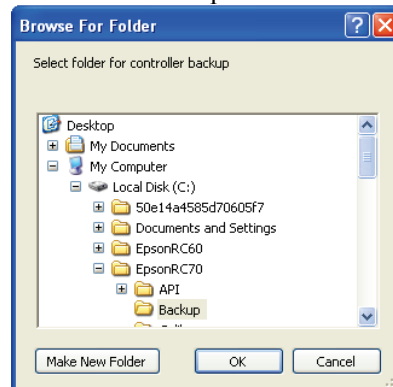 Browse For Folder
Select folder for controller backup
Desktop
My Documents
My Computer
Local Disk (C:)
50e14a4585d70605f7
Documents and Settings
EpsonRC60
EpsonRC70
API
Backup
Make New Folder
OK
Cancel